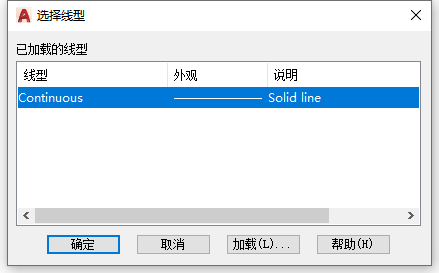 选择线型
已加载的线型
线型 外观 说明
Continuous Solid line
确定 取消 加载(L)... 帮助(H)